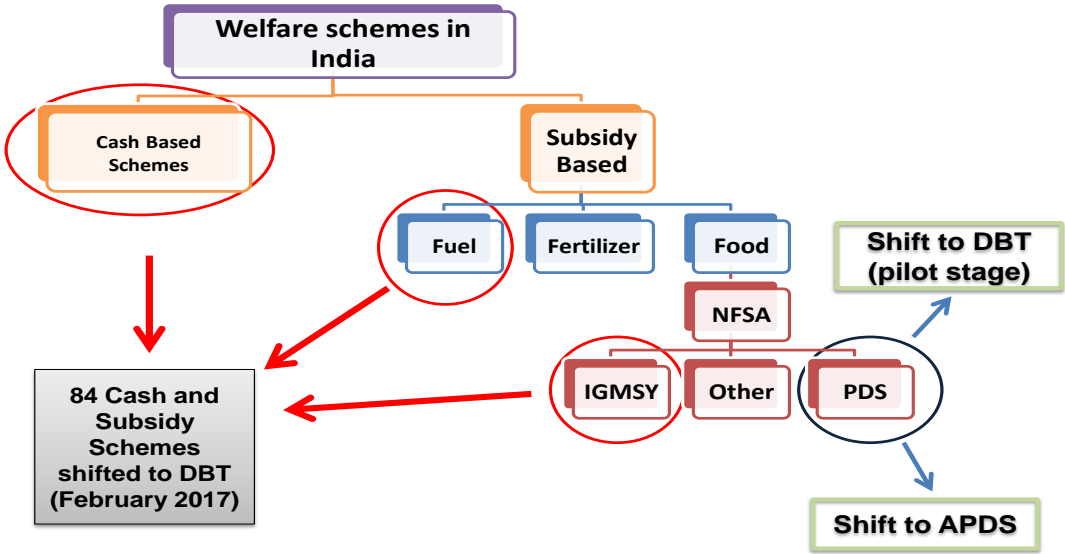 Welfare schemes in
India
Cash Based
Schemes
Subsidy
Based
Fuel
Fertilizer
Food
Shift to DBT
(pilot stage)
NFSA
IGMSY
Other
PDS
84 Cash and
Subsidy
Schemes
shifted to DBT
(February 2017)
Shift to APDS